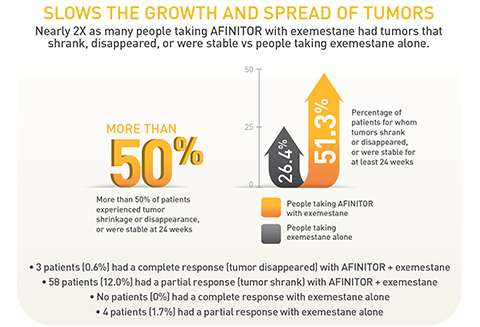 SLOWS THE GROWTH AND SPREAD OF TUMORS
Nearly 2X as many people taking AFINITOR with exemestane had tumors that
shrank, disappeared, or were stable vs people taking exemestane alone.
MORE THAN
50%
More than 50% of patients
experienced tumor
shrinkage or disappearance,
or were stable at 24 weeks
50
25
0
26.4%
51.3%
Percentage of
patients for whom
tumors shrank
or disappeared,
or were stable for
at least 24 weeks
People taking AFINITOR
with exemestane
People taking
exemestane alone
• 3 patients (0.6%) had a complete response (tumor disappeared) with AFINITOR + exemestane
• 58 patients (12.0%) had a partial response (tumor shrank) with AFINITOR + exemestane
• No patients (0%) had a complete response with exemestane alone
• 4 patients (1.7%) had a partial response with exemestane alone